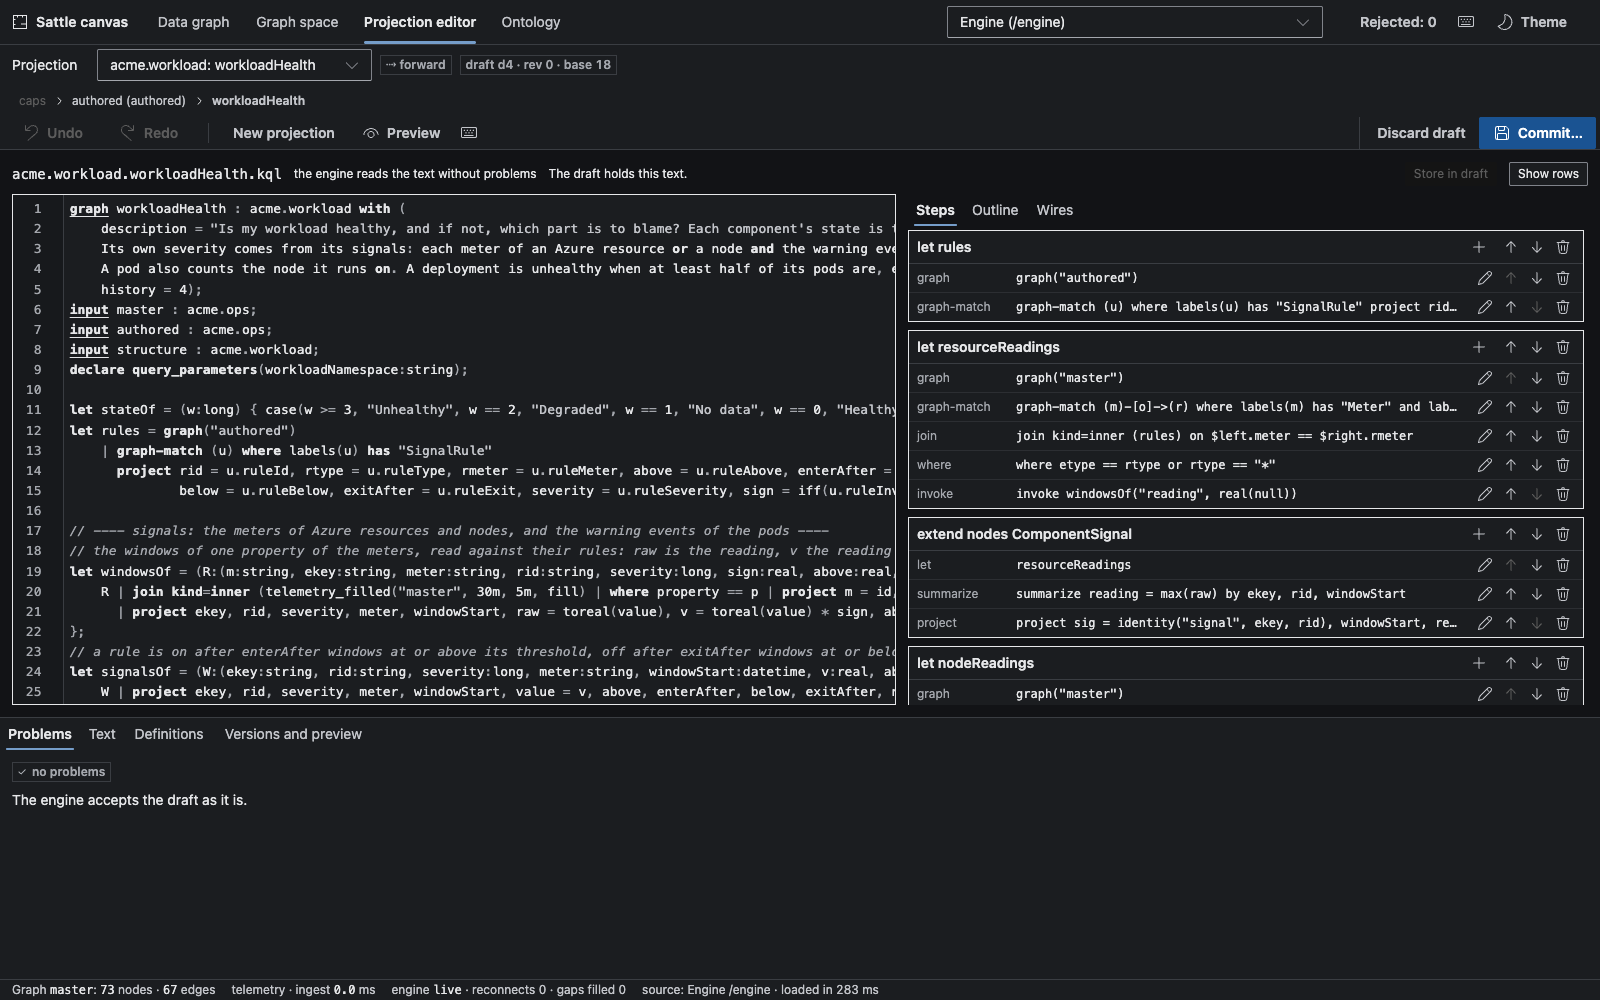 Sattle canvas Data graph Graph space Projection editor Ontology Engine (/engine) Rejected: 0 Theme
Projection acme.workload: workloadHealth forward draft d4 · rev 0 · base 18
caps > authored (authored) > workloadHealth
Undo Redo New projection Preview Discard draft Commit...
acme.workload.workloadHealth.kql the engine reads the text without problems The draft holds this text. Store in draft Show rows
1 graph workloadHealth : acme.workload with (
2 description = "Is my workload healthy, and if not, which part is to blame? Each component's state is
3 Its own severity comes from its signals: each meter of an Azure resource or a node and the warning eve
4 A pod also counts the node it runs on. A deployment is unhealthy when at least half of its pods are,
5 history = 4);
6 input master : acme.ops;
7 input authored : acme.ops;
8 input structure : acme.workload;
9 declare query_parameters(workloadNamespace:string);
10
11 let stateOf = (w:long) { case(w >= 3, "Unhealthy", w == 2, "Degraded", w == 1, "No data", w == 0, "Healthy
12 let rules = graph("authored")
13 | graph-match (u) where labels(u) has "SignalRule"
14 project rid = u.ruleId, rtype = u.ruleType, rmeter = u.ruleMeter, above = u.ruleAbove, enterAfter =
15 below = u.ruleBelow, exitAfter = u.ruleExit, severity = u.ruleSeverity, sign = iff(u.ruleInv
16
17 // ---- signals: the meters of Azure resources and nodes, and the warning events of the pods ----
18 // the windows of one property of the meters, read against their rules: raw is the reading, v the reading
19 let windowsOf = (R:(m:string, ekey:string, meter:string, rid:string, severity:long, sign:real, above:real,
20 R | join kind=inner (telemetry_filled("master", 30m, 5m, fill) | where property == p | project m = id,
21 | project ekey, rid, severity, meter, windowStart, raw = toreal(value), v = toreal(value) * sign, ab
22 };
23 // a rule is on after enterAfter windows at or above its threshold, off after exitAfter windows at or belo
24 let signalsOf = (W:(ekey:string, rid:string, severity:long, meter:string, windowStart:datetime, v:real, ab
25 W | project ekey, rid, severity, meter, windowStart, value = v, above, enterAfter, below, exitAfter,
Steps Outline Wires
let rules
graph graph("authored")
graph-match graph-match (u) where labels(u) has "SignalRule" project rid…
let resourceReadings
graph graph("master")
graph-match graph-match (m)-[o]->(r) where labels(m) has "Meter" and lab…
join join kind=inner (rules) on $left.meter == $right.rmeter
where where etype == rtype or rtype == "*"
invoke invoke windowsOf("reading", real(null))
extend nodes ComponentSignal
let resourceReadings
summarize summarize reading = max(raw) by ekey, rid, windowStart
project project sig = identity("signal", ekey, rid), windowStart, re…
let nodeReadings
graph graph("master")
Problems Text Definitions Versions and preview
no problems
The engine accepts the draft as it is.
Graph master: 73 nodes · 67 edges telemetry · ingest 0.0 ms engine live · reconnects 0 · gaps filled 0 source: Engine /engine · loaded in 283 ms